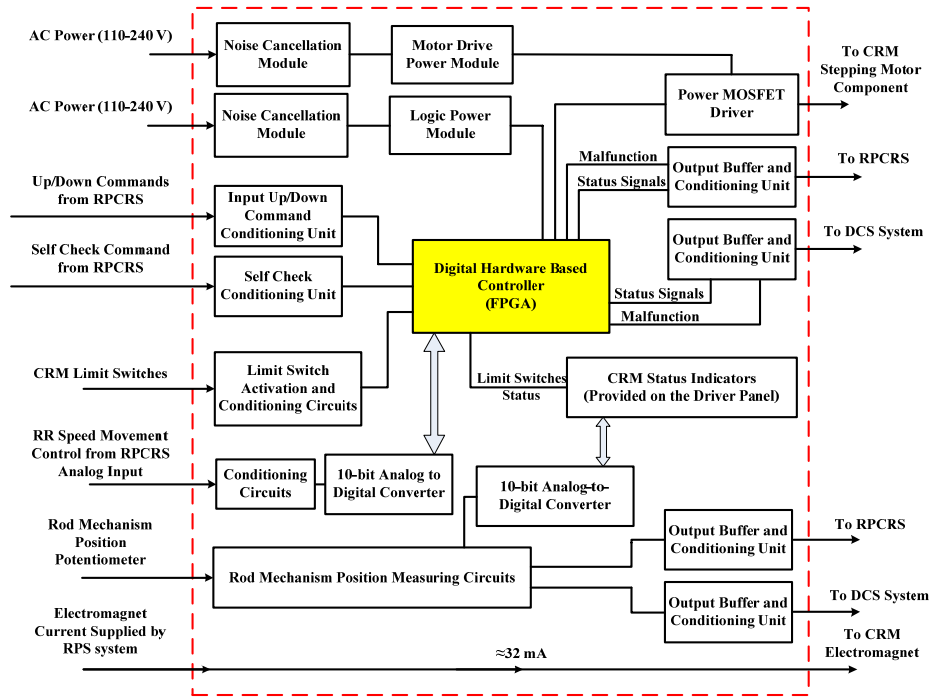 AC Power (110-240 V)
Noise Cancellation
Module
Motor Drive
Power Module
To CRM
Stepping Motor
Component
AC Power (110-240 V)
Noise Cancellation
Module
Logic Power
Module
Power MOSFET
Driver
Malfunction
Status Signals
Output Buffer and
Conditioning Unit
To RPCRS
Up/Down Commands
from RPCRS
Input Up/Down
Command
Conditioning Unit
Output Buffer and
Conditioning Unit
To DCS System
Self Check Command
from RPCRS
Self Check
Conditioning Unit
Digital Hardware Based
Controller
(FPGA)
Status Signals
Malfunction
CRM Limit Switches
Limit Switch
Activation and
Conditioning Circuits
Limit Switches
Status
CRM Status Indicators
(Provided on the Driver Panel)
RR Speed Movement
Control from RPCRS
Analog Input
Conditioning
Circuits
10-bit Analog to
Digital Converter
10-bit Analog-to-
Digital Converter
Rod Mechanism
Position
Potentiometer
Rod Mechanism Position Measuring Circuits
Output Buffer and
Conditioning Unit
To RPCRS
Output Buffer and
Conditioning Unit
To DCS System
Electromagnet
Current Supplied by
RPS system
≈32 mA
To CRM
Electromagnet